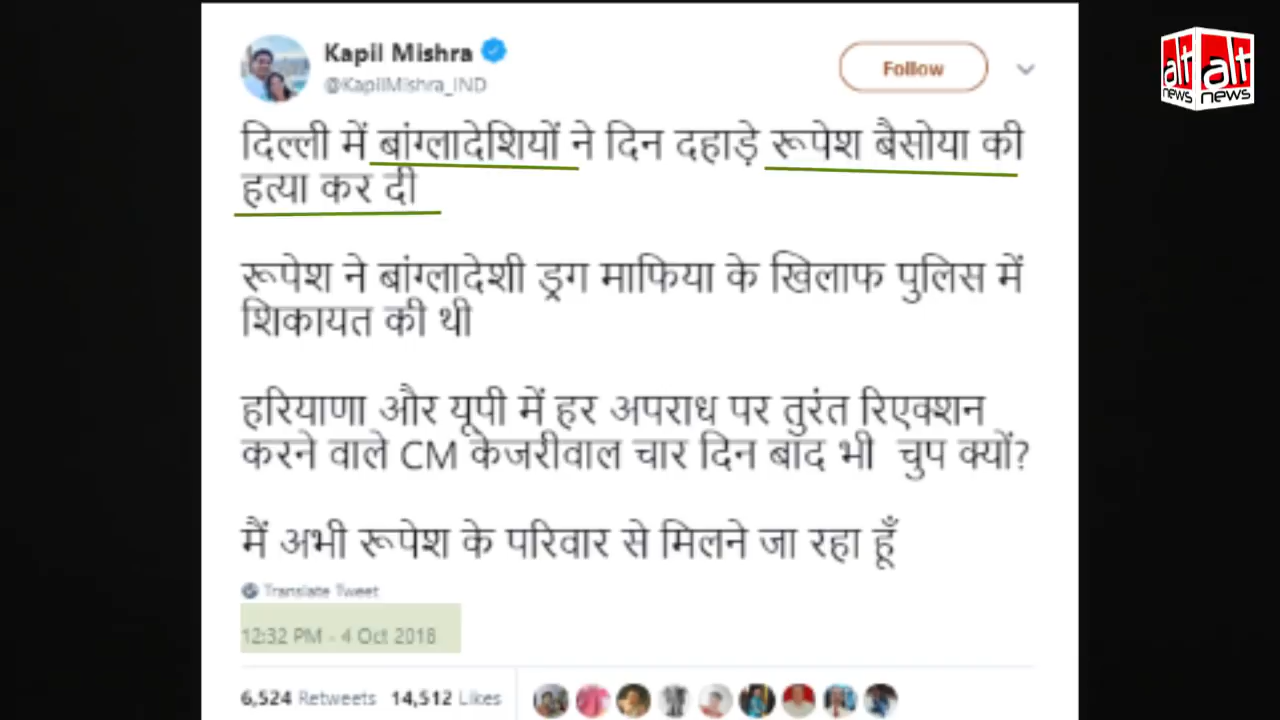 Kapil Mishra
@KapilMishra_IND
Follow
alt alt
news news
दिल्ली में बांग्लादेशियों ने दिन दहाड़े रूपेश बैसोया की
हत्या कर दी
रूपेश ने बांग्लादेशी ड्रग माफिया के खिलाफ पुलिस में
शिकायत की थी
हरियाणा और यूपी में हर अपराध पर तुरंत रिएक्शन
करने वाले CM केजरीवाल चार दिन बाद भी चुप क्यों?
मैं अभी रूपेश के परिवार से मिलने जा रहा हूँ
Translate Tweet
12:32 PM - 4 Oct 2018
6,524 Retweets 14,512 Likes